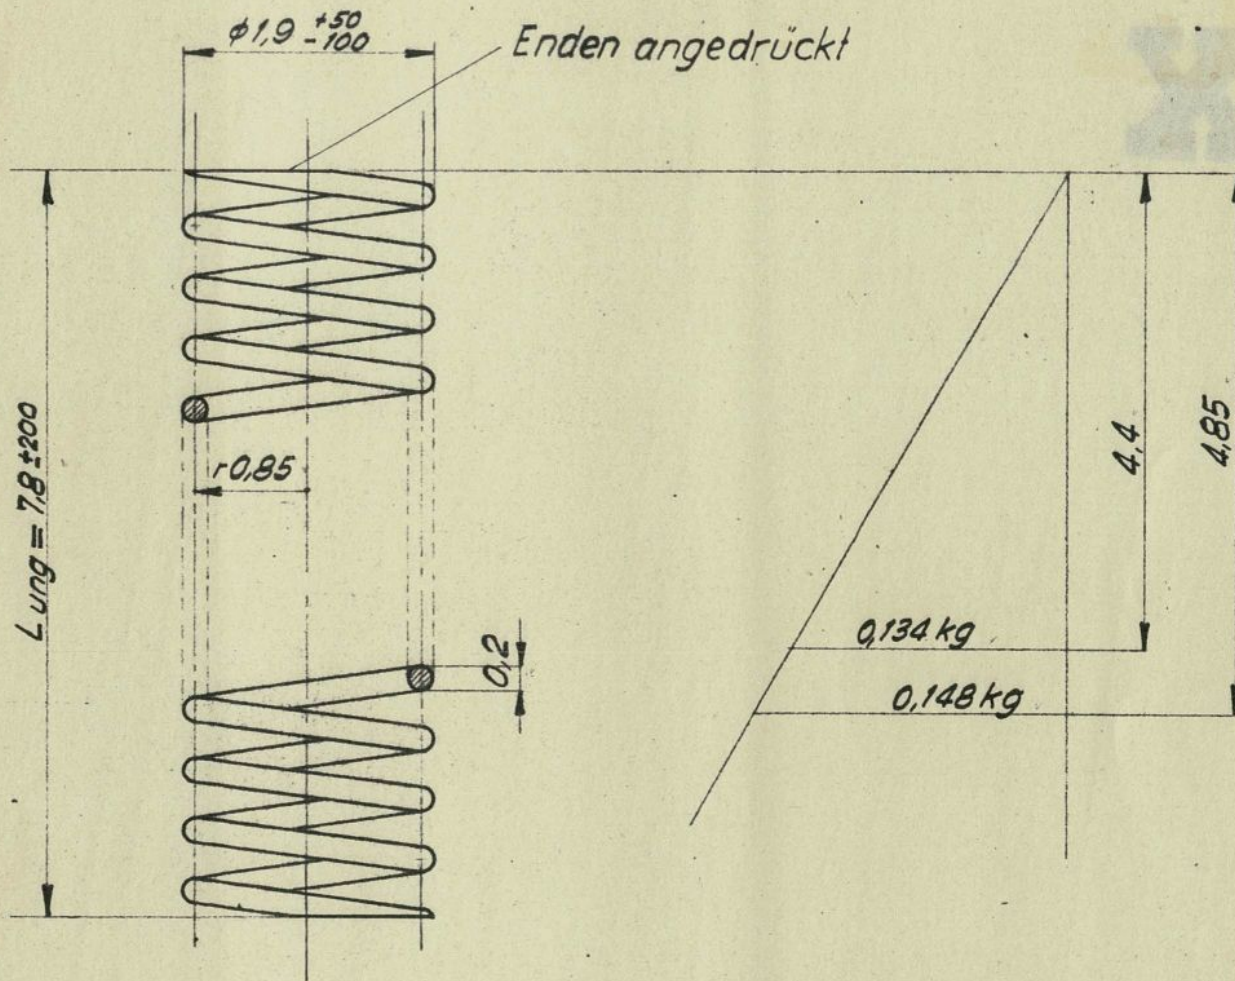 φ1,9 +50 -100
Enden angedrückt
L ung = 7,8 ±200
r 0,85
0,2
4,4
4,85
0,134 kg
0,148 kg
X